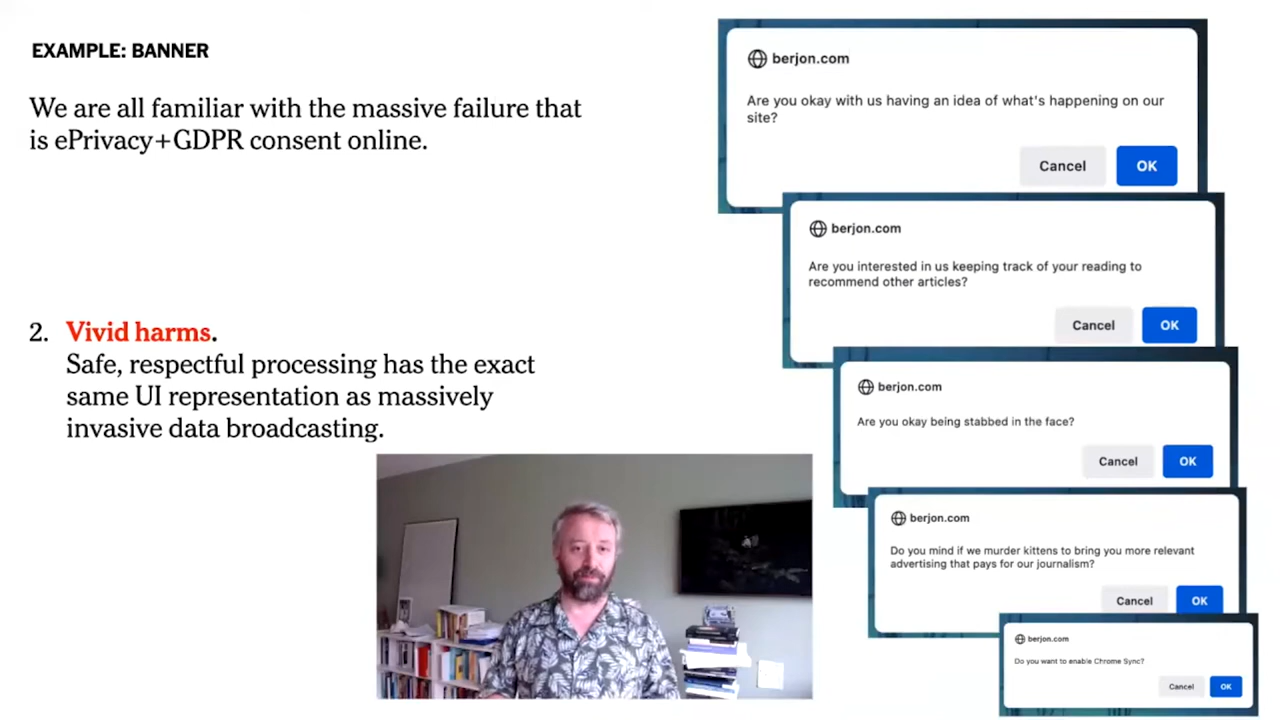 EXAMPLE: BANNER
We are all familiar with the massive failure that
is ePrivacy+GDPR consent online.
2. Vivid harms.
Safe, respectful processing has the exact
same UI representation as massively
invasive data broadcasting.
berjon.com
Are you okay with us having an idea of what's happening on our
site?
Cancel OK
berjon.com
Are you interested in us keeping track of your reading to
recommend other articles?
Cancel OK
berjon.com
Are you okay being stabbed in the face?
Cancel OK
berjon.com
Do you mind if we murder kittens to bring you more relevant
advertising that pays for our journalism?
Cancel OK
berjon.com
Do you want to enable Chrome Sync?
Cancel OK